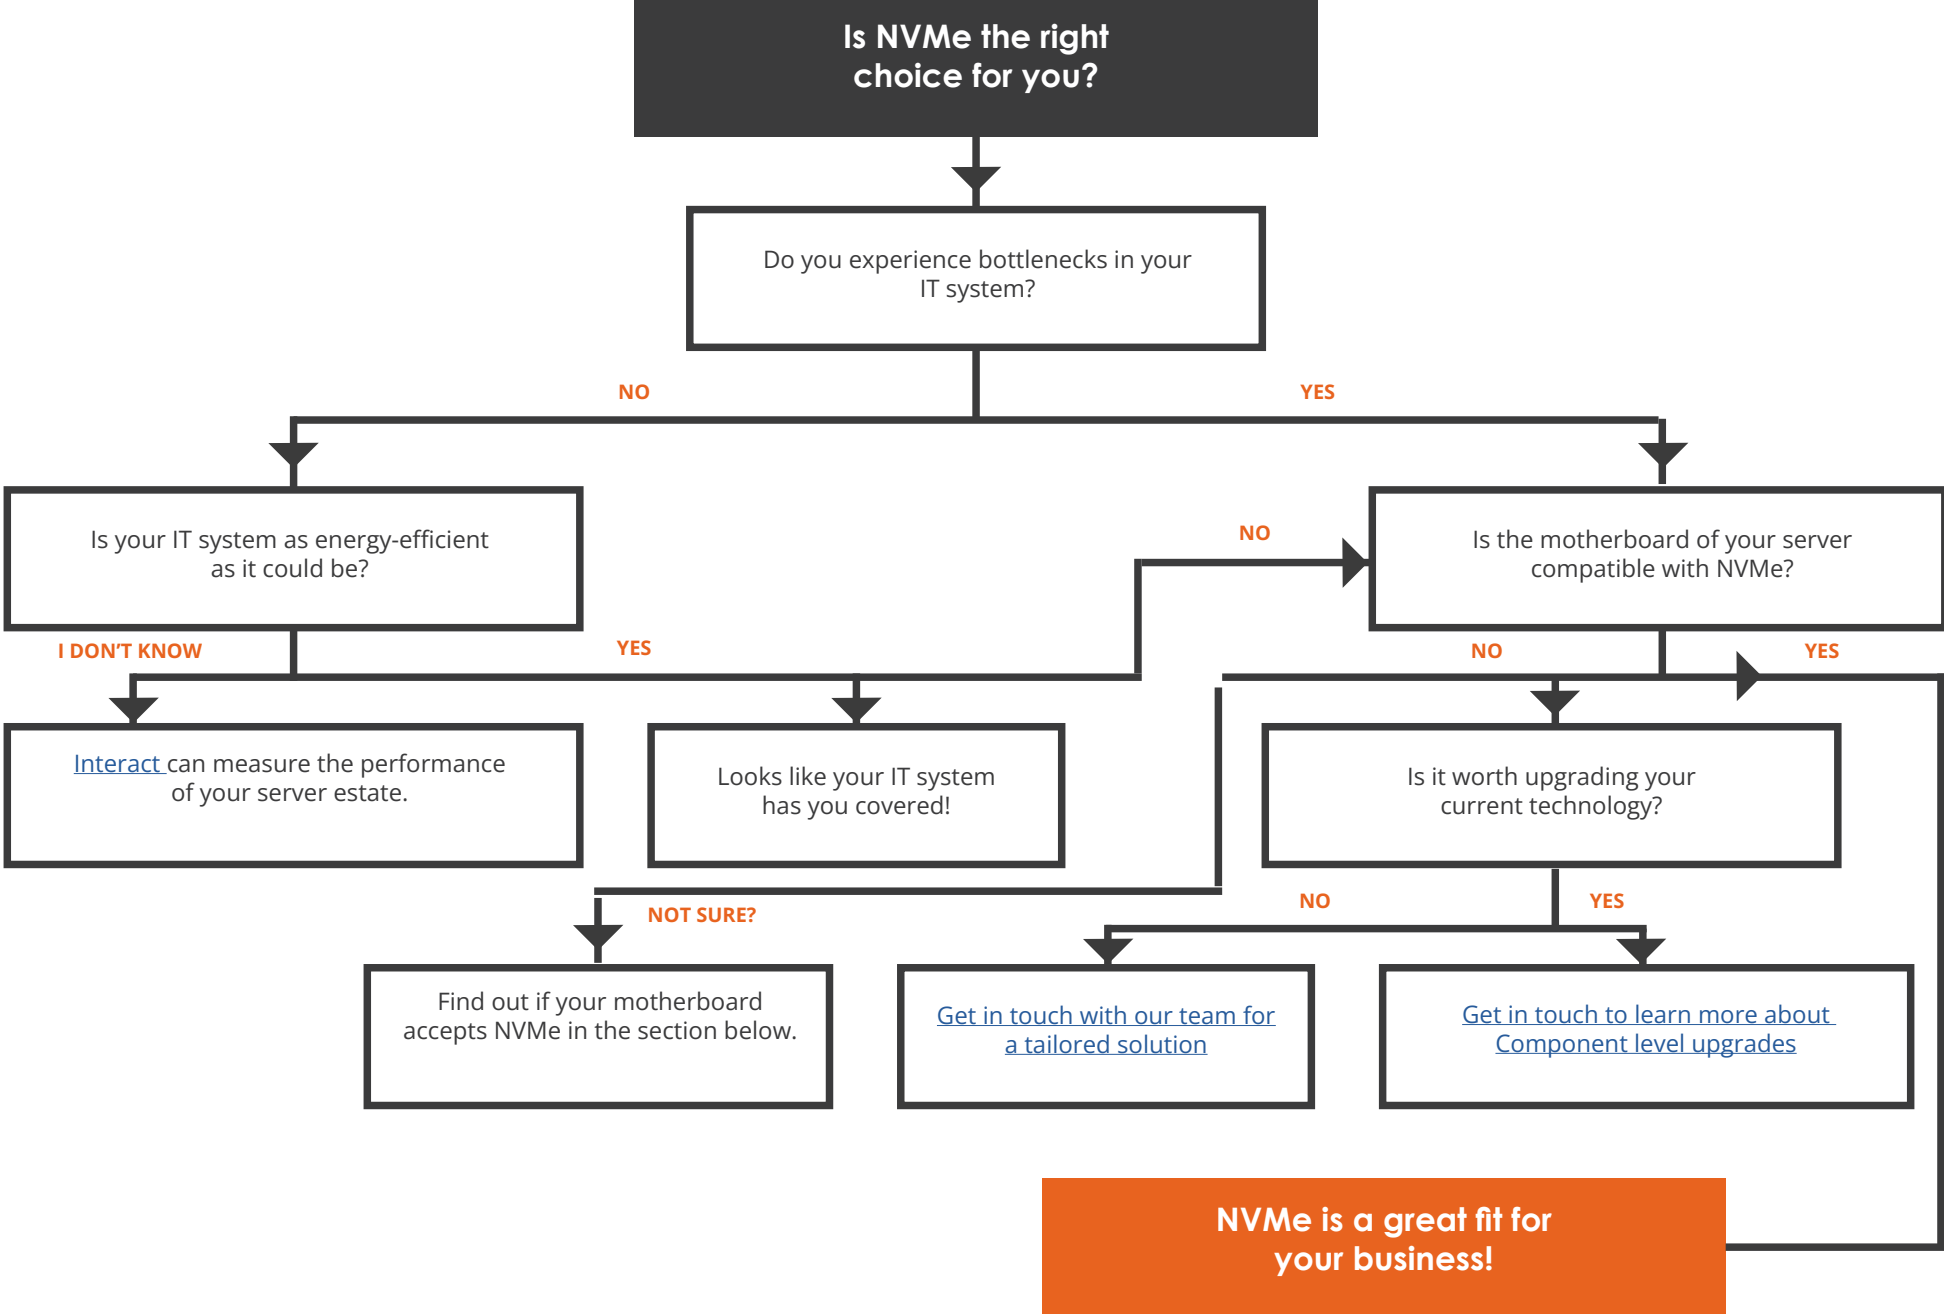 Is NVMe the right
choice for you?
Do you experience bottlenecks in your
IT system?
NO
YES
Is your IT system as energy-efficient
as it could be?
NO
Is the motherboard of your server
compatible with NVMe?
I DON'T KNOW
YES
NO
YES
Interact can measure the performance
of your server estate.
Looks like your IT system
has you covered!
Is it worth upgrading your
current technology?
NOT SURE?
NO
YES
Find out if your motherboard
accepts NVMe in the section below.
Get in touch with our team for
a tailored solution
Get in touch to learn more about
Component level upgrades
NVMe is a great fit for
your business!